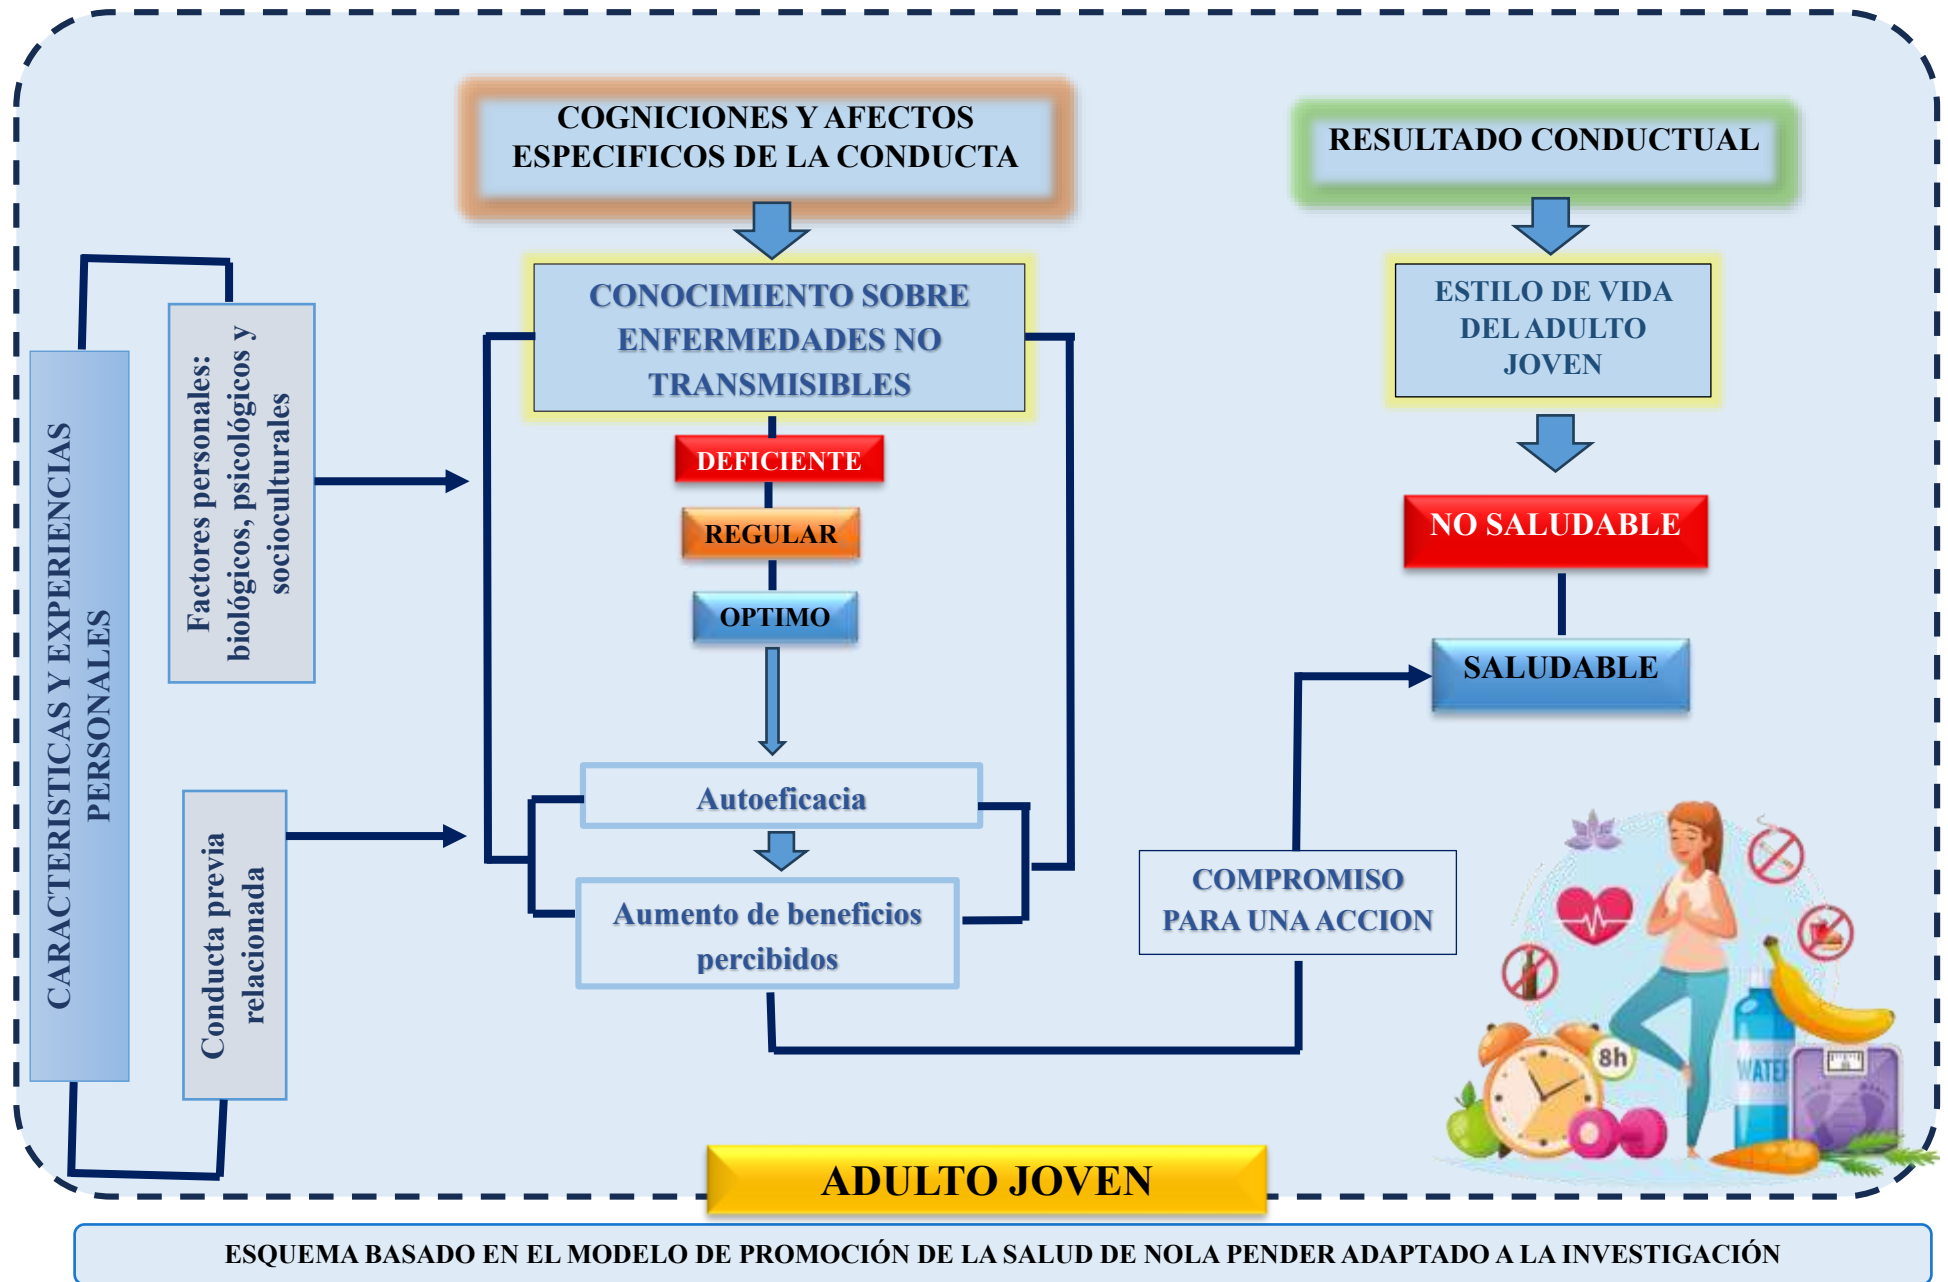 COGNICIONES Y AFECTOS
ESPECIFICOS DE LA CONDUCTA
RESULTADO CONDUCTUAL
CARACTERISTICAS Y EXPERIENCIAS
PERSONALES
Factores personales:
biológicos, psicológicos y
socioculturales
Conducta previa
relacionada
CONOCIMIENTO SOBRE
ENFERMEDADES NO
TRANSMISIBLES
DEFICIENTE
REGULAR
OPTIMO
Autoeficacia
Aumento de beneficios
percibidos
ESTILO DE VIDA
DEL ADULTO
JOVEN
NO SALUDABLE
SALUDABLE
COMPROMISO
PARA UNA ACCION
8h
WATER
ADULTO JOVEN
ESQUEMA BASADO EN EL MODELO DE PROMOCIÓN DE LA SALUD DE NOLA PENDER ADAPTADO A LA INVESTIGACIÓN